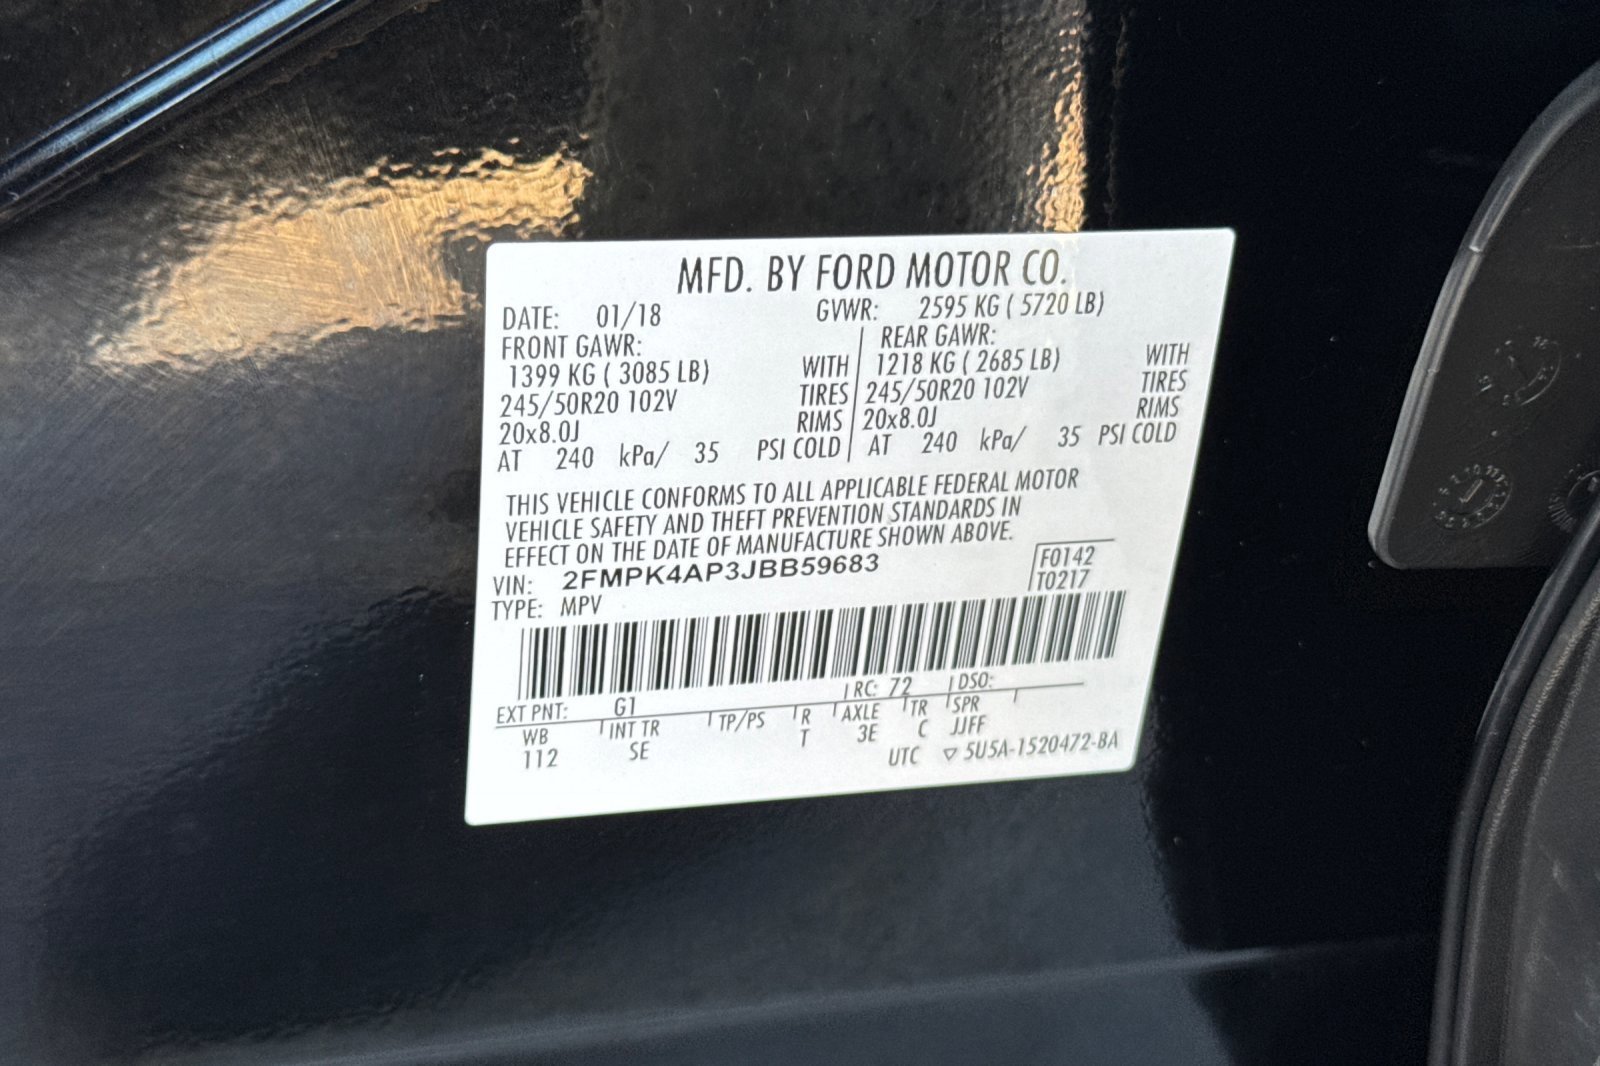 MFD. BY FORD MOTOR CO.
DATE: 01/18 GVWR: 2595 KG ( 5720 LB)
FRONT GAWR: REAR GAWR:
1399 KG ( 3085 LB) WITH 1218 KG ( 2685 LB) WITH
245/50R20 102V TIRES 245/50R20 102V TIRES
20x8.0J RIMS 20x8.0J RIMS
AT 240 kPa/ 35 PSI COLD AT 240 kPa/ 35 PSI COLD
THIS VEHICLE CONFORMS TO ALL APPLICABLE FEDERAL MOTOR
VEHICLE SAFETY AND THEFT PREVENTION STANDARDS IN
EFFECT ON THE DATE OF MANUFACTURE SHOWN ABOVE.
VIN: 2FMPK4AP3JBB59683 F0142
TYPE: MPV T0217
EXT PNT: G1 RC: 72 DSO:
WB INT TR TP/PS R AXLE TR SPR
112 SE T 3E C JJFF
UTC ▽ 5U5A-1520472-BA